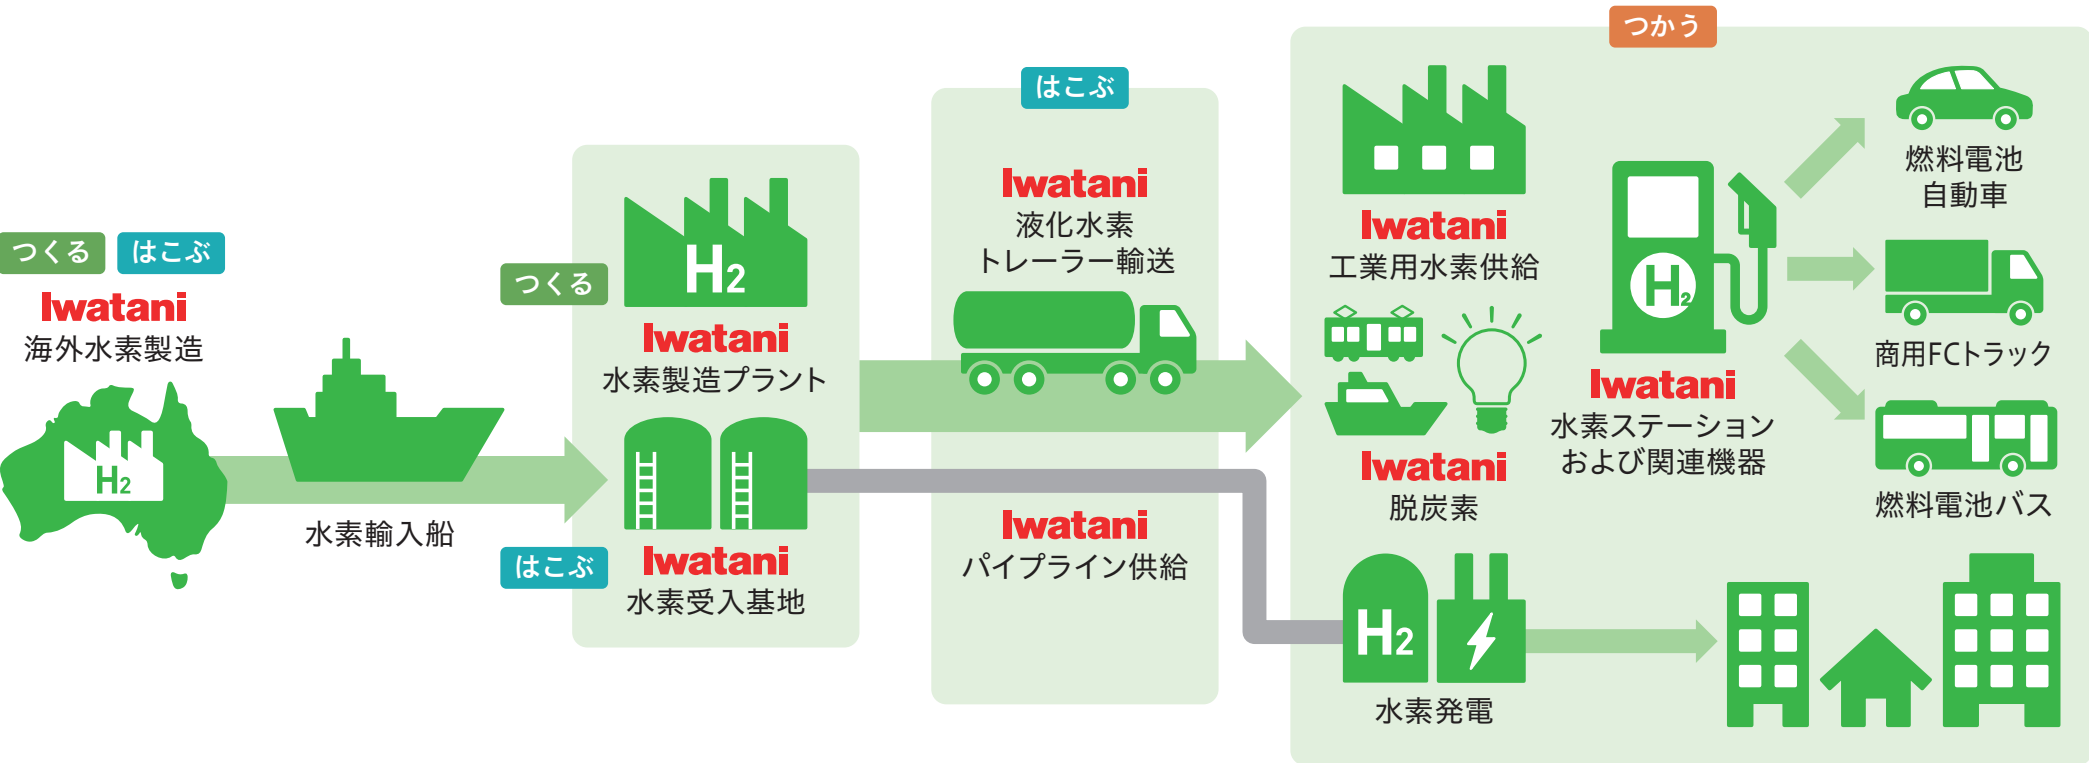 つくる
はこぶ
Iwatani
海外水素製造
H2
水素輸入船
つくる
H2
Iwatani
水素製造プラント
はこぶ
Iwatani
水素受入基地
はこぶ
Iwatani
液化水素
トレーラー輸送
Iwatani
パイプライン供給
つかう
Iwatani
工業用水素供給
Iwatani
脱炭素
H2
水素発電
H2
Iwatani
水素ステーション
および関連機器
燃料電池
自動車
商用FCトラック
燃料電池バス